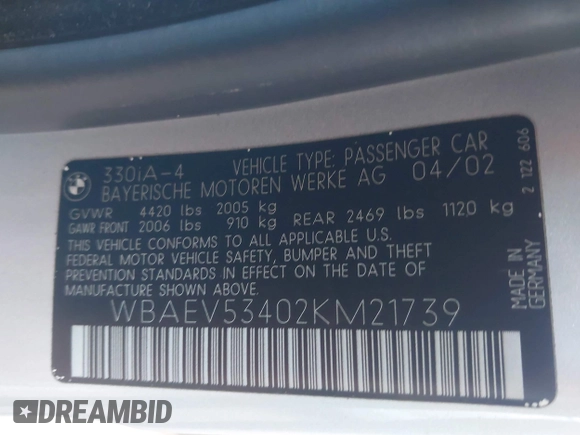 BMW
330iA-4 VEHICLE TYPE: PASSENGER CAR
BAYERISCHE MOTOREN WERKE AG 04/02
GVWR 4420 lbs 2005 kg
GAWR FRONT 2006 lbs 910 kg REAR 2469 lbs 1120 kg
THIS VEHICLE CONFORMS TO ALL APPLICABLE U.S.
FEDERAL MOTOR VEHICLE SAFETY, BUMPER AND THEFT
PREVENTION STANDARDS IN EFFECT ON THE DATE OF
MANUFACTURE SHOWN ABOVE.
WBAEV53402KM21739
MADE IN
GERMANY
2 122 606
DREAMBID